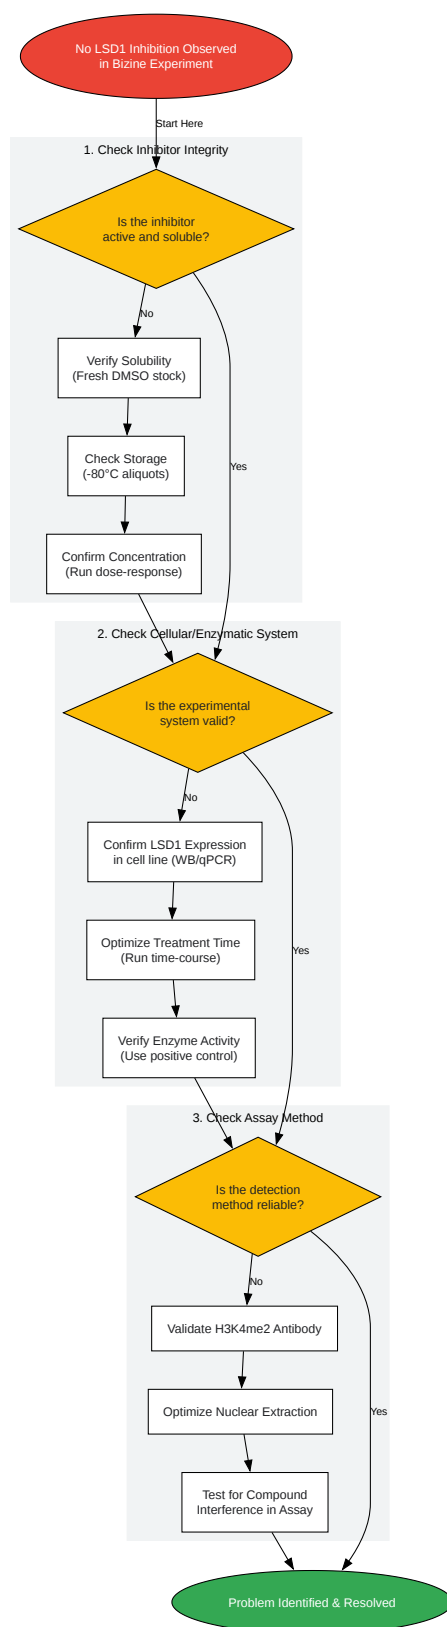 No LSD1 Inhibition Observed
in Bizine Experiment
Start Here
1. Check Inhibitor Integrity
Is the inhibitor
active and soluble?
No
Verify Solubility
(Fresh DMSO stock)
Check Storage
(-80°C aliquots)
Yes
Confirm Concentration
(Run dose-response)
2. Check Cellular/Enzymatic System
Is the experimental
system valid?
No
Confirm LSD1 Expression
in cell line (WB/qPCR)
Optimize Treatment Time
(Run time-course)
Yes
Verify Enzyme Activity
(Use positive control)
3. Check Assay Method
Is the detection
method reliable?
No
Validate H3K4me2 Antibody
Optimize Nuclear Extraction
Yes
Test for Compound
Interference in Assay
Problem Identified & Resolved